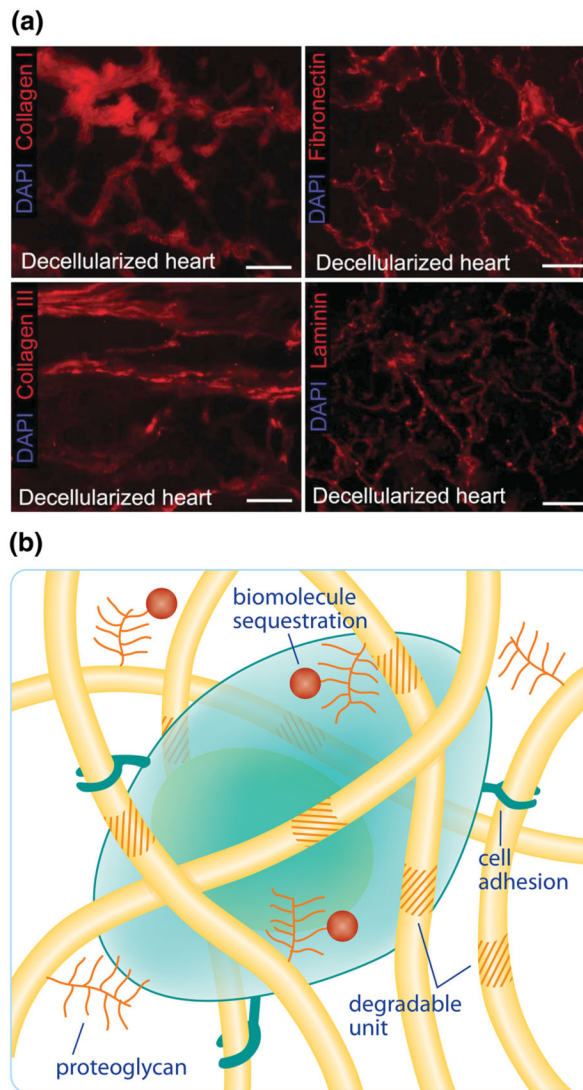 (a)
DAPI Collagen I
Decellularized heart
DAPI Fibronectin
Decellularized heart
DAPI Collagen III
Decellularized heart
DAPI Laminin
Decellularized heart
(b)
biomolecule
sequestration
cell
adhesion
degradable
unit
proteoglycan